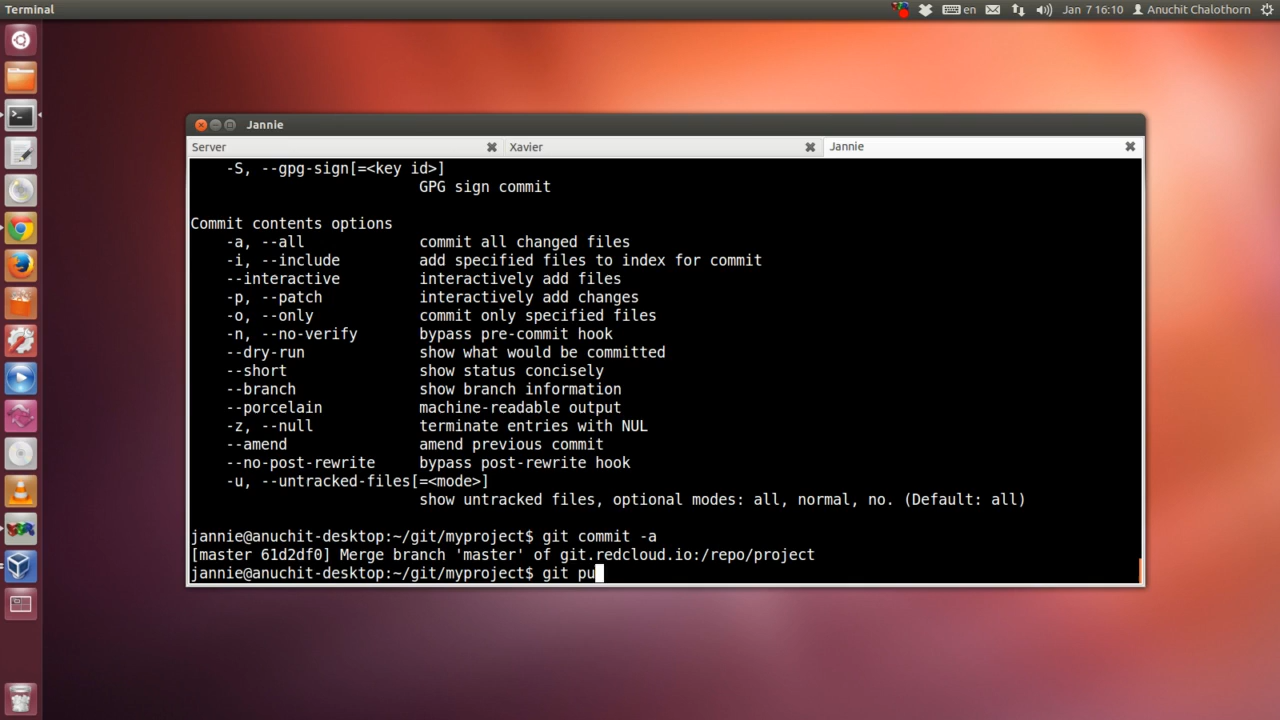 Terminal
en
Jan 7 16:10
Anuchit Chalothorn
Jannie
Server
Xavier
Jannie
-S, --gpg-sign[=<key id>]
GPG sign commit
Commit contents options
-a, --all commit all changed files
-i, --include add specified files to index for commit
--interactive interactively add files
-p, --patch interactively add changes
-o, --only commit only specified files
-n, --no-verify bypass pre-commit hook
--dry-run show what would be committed
--short show status concisely
--branch show branch information
--porcelain machine-readable output
-z, --null terminate entries with NUL
--amend amend previous commit
--no-post-rewrite bypass post-rewrite hook
-u, --untracked-files[=<mode>]
show untracked files, optional modes: all, normal, no. (Default: all)
jannie@anuchit-desktop:~/git/myproject$ git commit -a
[master 61d2df0] Merge branch 'master' of git.redcloud.io:/repo/project
jannie@anuchit-desktop:~/git/myproject$ git pu